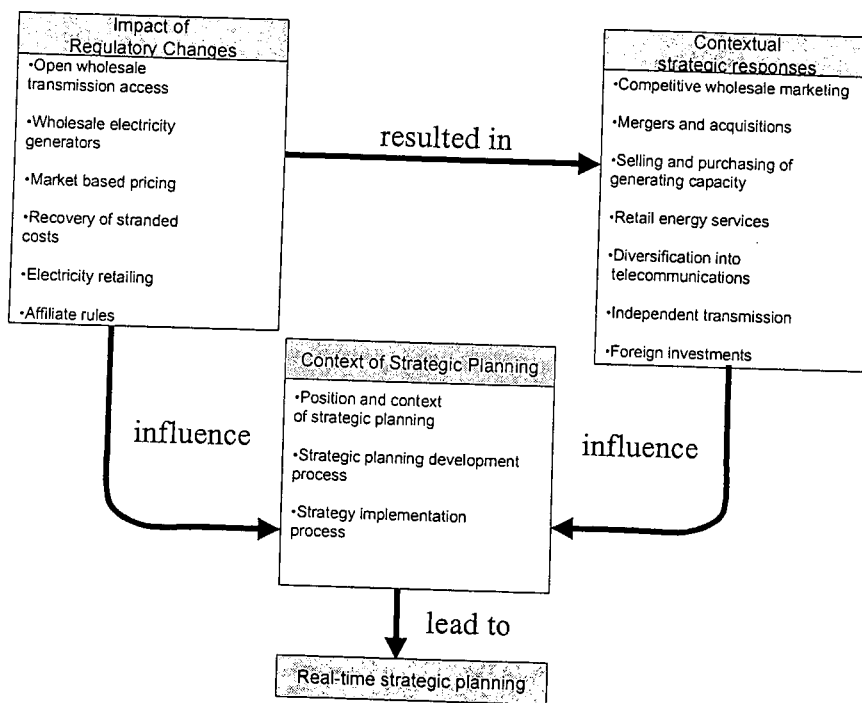 Impact of
Regulatory Changes
•Open wholesale
transmission access
•Wholesale electricity
generators
•Market based pricing
•Recovery of stranded
costs
•Electricity retailing
•Affiliate rules
resulted in
Contextual
strategic responses
•Competitive wholesale marketing
•Mergers and acquisitions
•Selling and purchasing of
generating capacity
•Retail energy services
•Diversification into
telecommunications
•Independent transmission
•Foreign investments
influence
Context of Strategic Planning
•Position and context
of strategic planning
•Strategic planning development
process
•Strategy implementation
process
influence
lead to
Real-time strategic planning